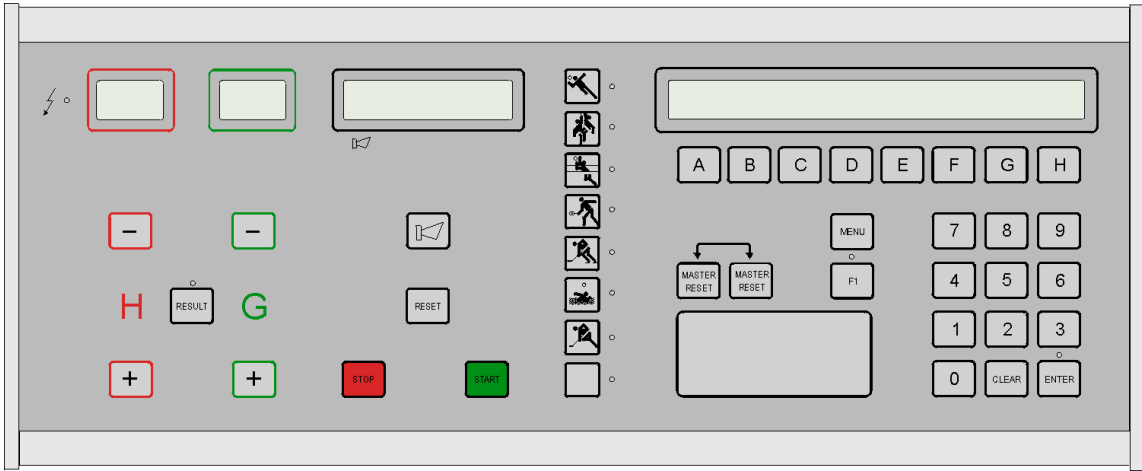 A B C D E F G H
− − MENU 7 8 9
MASTER RESET MASTER RESET F1 4 5 6
H RESULT G RESET
1 2 3
+ + STOP START 0 CLEAR ENTER